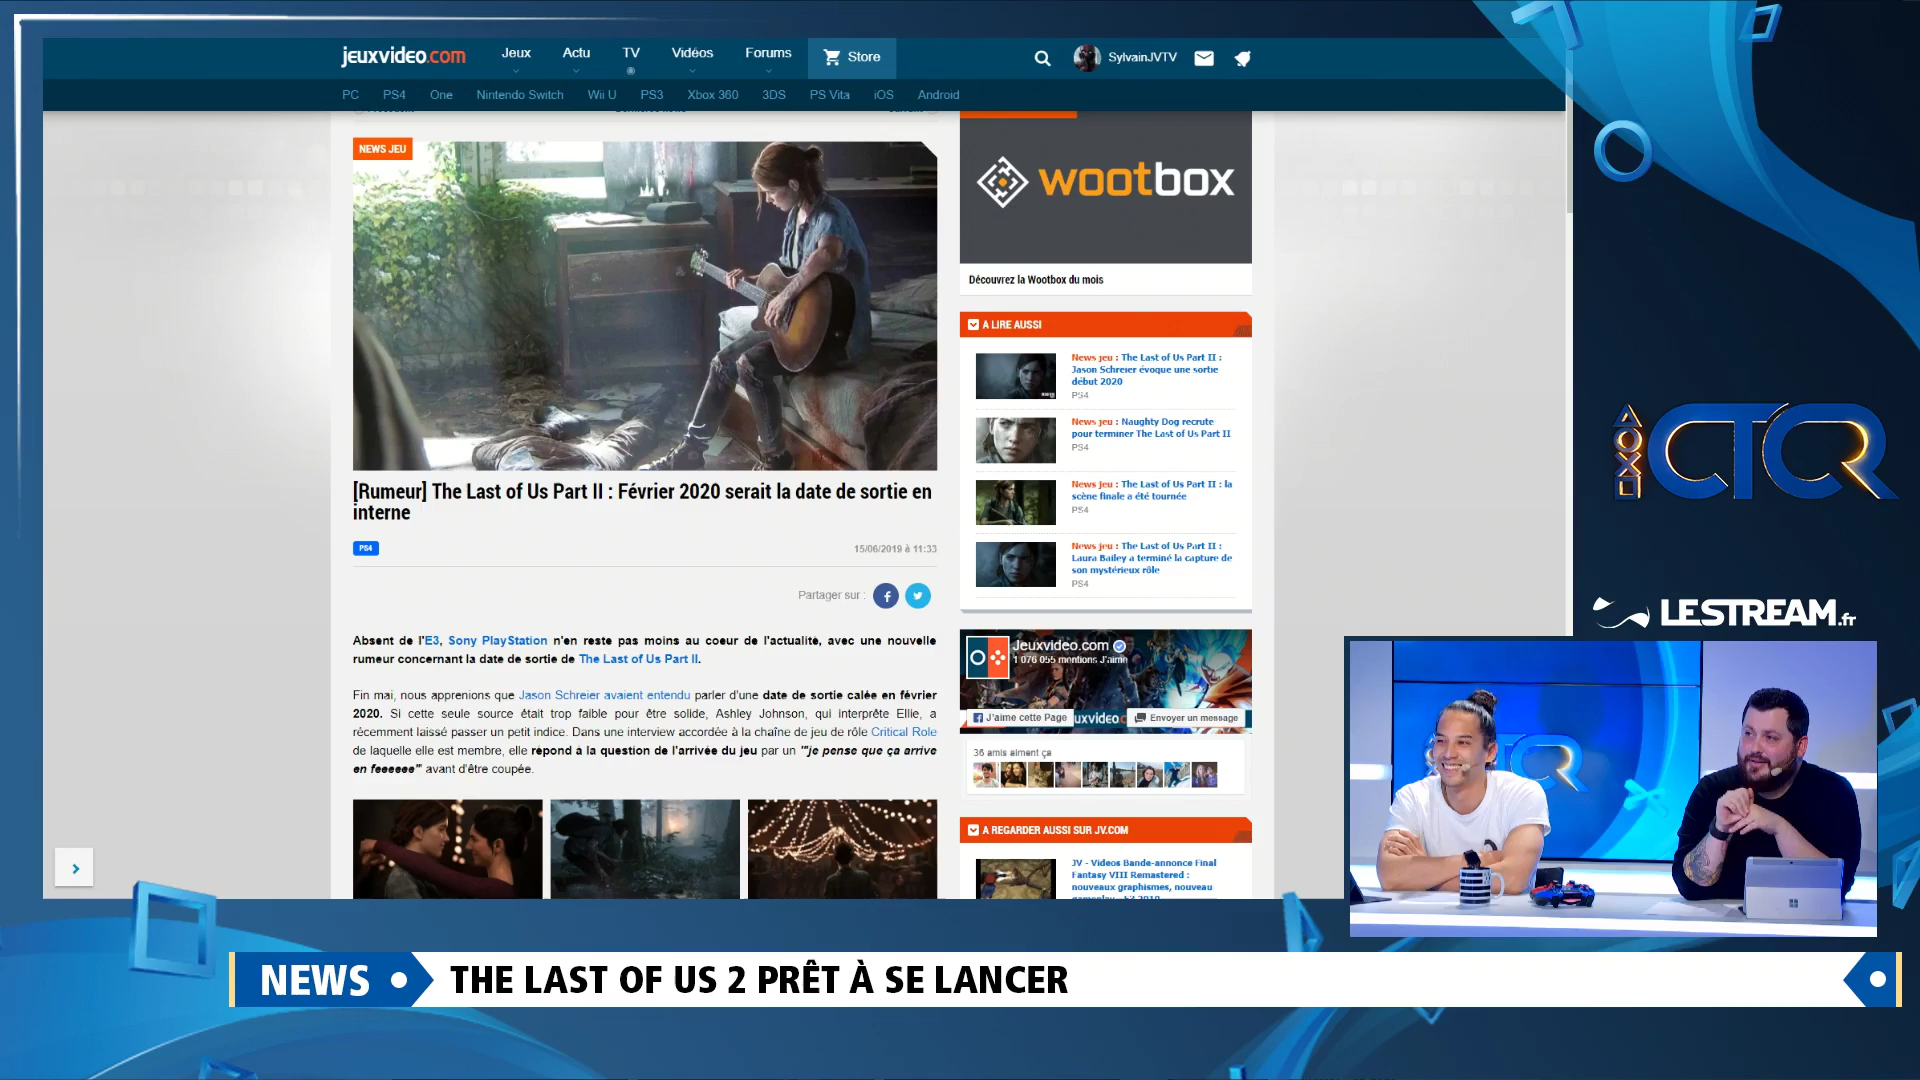 jeuxvideo.com
Jeux
Actu
TV
Vidéos
Forums
Store
SylvainJVTV
PC
PS4
One
Nintendo Switch
Wii U
PS3
Xbox 360
3DS
PS Vita
iOS
Android
NEWS JEU
[Rumeur] The Last of Us Part II : Février 2020 serait la date de sortie en
interne
PS4
15/06/2019 à 11:33
Partager sur :
Absent de l'E3, Sony PlayStation n'en reste pas moins au coeur de l'actualité, avec une nouvelle
rumeur concernant la date de sortie de The Last of Us Part II.
Fin mai, nous apprenions que Jason Schreier avaient entendu parler d'une date de sortie calée en février
2020. Si cette seule source était trop faible pour être solide, Ashley Johnson, qui interprète Ellie, a
récemment laissé passer un petit indice. Dans une interview accordée à la chaîne de jeu de rôle Critical Role
de laquelle elle est membre, elle répond à la question de l'arrivée du jeu par un "'je pense que ça arrive
en feeeeee'" avant d'être coupée.
wootbox
Découvrez la Wootbox du mois
A LIRE AUSSI
News jeu : The Last of Us Part II :
Jason Schreier évoque une sortie
début 2020
PS4
News jeu : Naughty Dog recrute
pour terminer The Last of Us Part II
PS4
News jeu : The Last of Us Part II : la
scène finale a été tournée
PS4
News jeu : The Last of Us Part II :
Laura Bailey a terminé la capture de
son mystérieux rôle
PS4
Jeuxvideo.com
1 076 055 mentions J'aime
J'aime cette Page
uxvideo
Envoyer un message
36 amis aiment ça
A REGARDER AUSSI SUR JV.COM
JV - Videos Bande-annonce Final
Fantasy VIII Remastered :
nouveaux graphismes, nouveau
gameplay - E3 2019
CTCR
LESTREAM.fr
NEWS
THE LAST OF US 2 PRÊT À SE LANCER